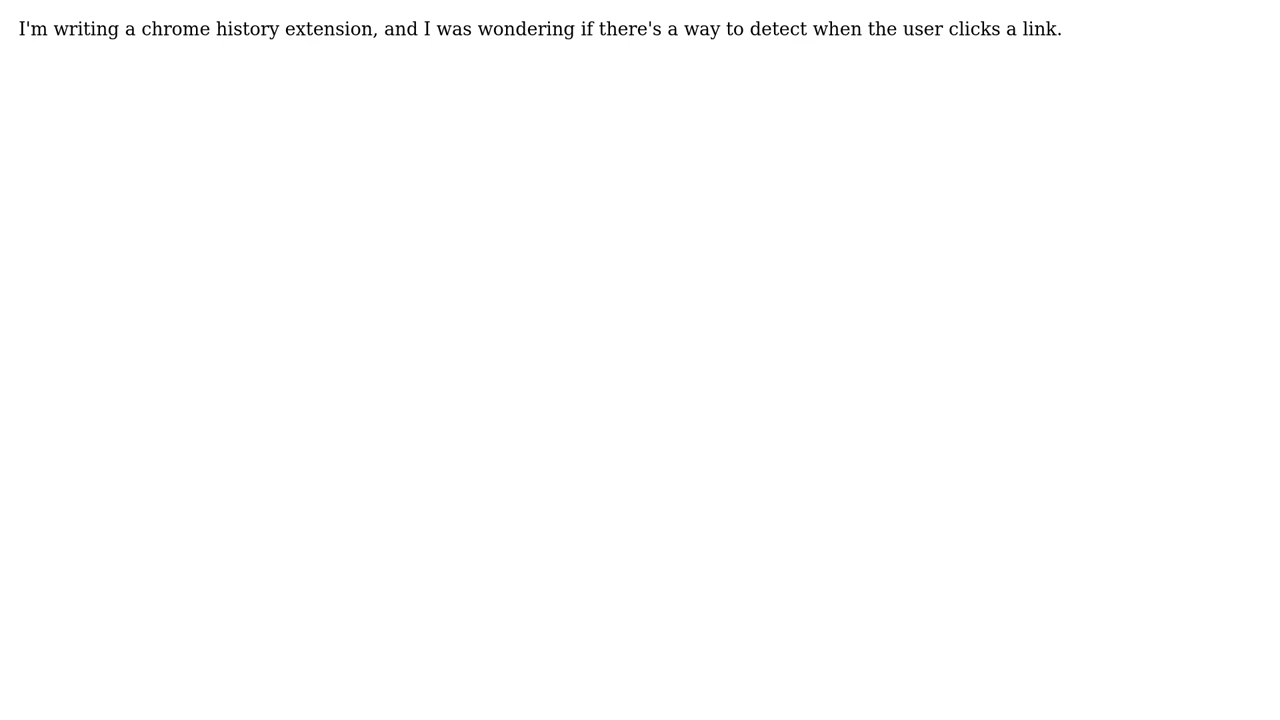 I'm writing a chrome history extension, and I was wondering if there's a way to detect when the user clicks a link.